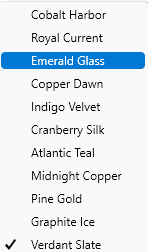 Cobalt Harbor
Royal Current
Emerald Glass
Copper Dawn
Indigo Velvet
Cranberry Silk
Atlantic Teal
Midnight Copper
Pine Gold
Graphite Ice
Verdant Slate